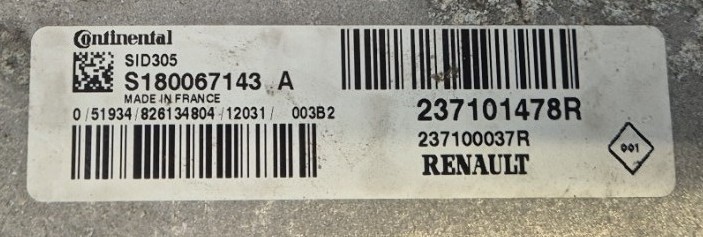 Continental
SID305
S180067143 A
MADE IN FRANCE
0/51934/826134804/12031/ 003B2
237101478R
237100037R
RENAULT
001